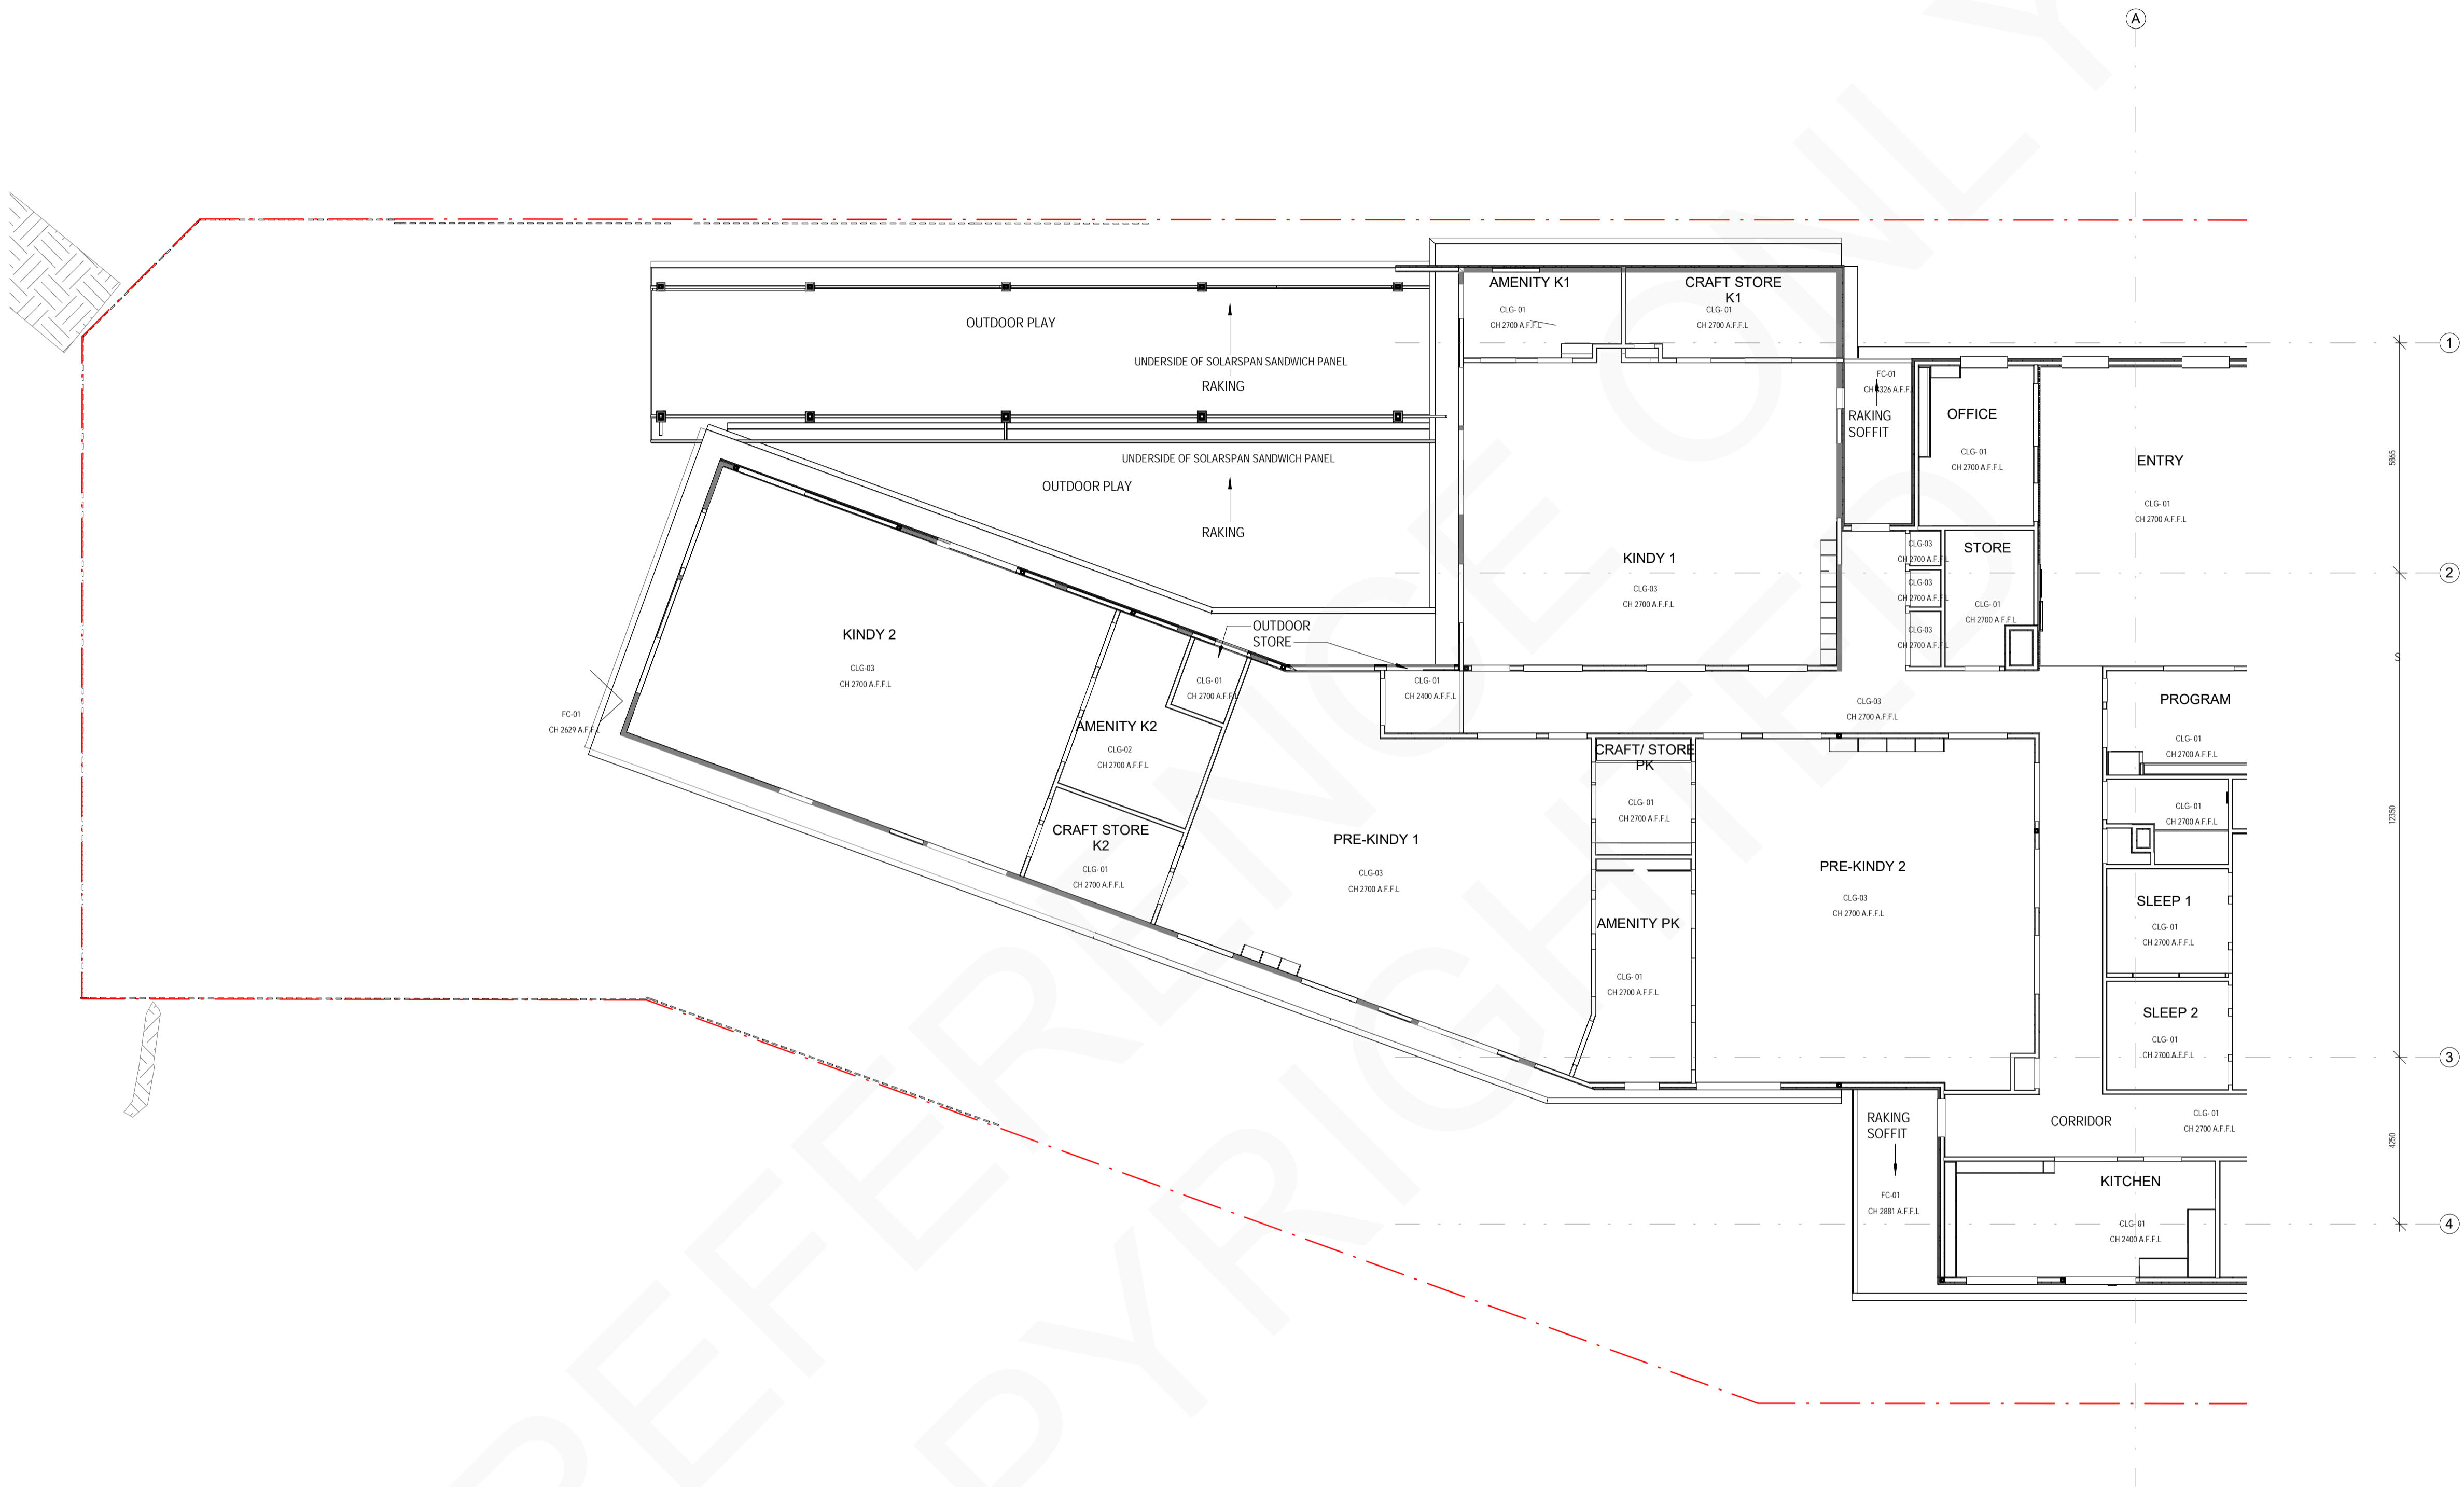 A
AMENITY K1
CLG- 01
CH 2700 A.F.F.L
CRAFT STORE
K1
CLG- 01
CH 2700 A.F.F.L
OUTDOOR PLAY
UNDERSIDE OF SOLARSPAN SANDWICH PANEL
RAKING
1
FC-01
RAKING
SOFFIT
OFFICE
CLG- 01
CH 2700 A.F.F.L
ENTRY
CLG- 01
CH 2700 A.F.F.L
5865
UNDERSIDE OF SOLARSPAN SANDWICH PANEL
OUTDOOR PLAY
RAKING
KINDY 1
CLG-03
CH 2700 A.F.F.L
CLG-03
CH 2700 A.F.F.L
CLG-03
CH 2700 A.F.F.L
CLG-03
CH 2700 A.F.F.L
STORE
CLG- 01
CH 2700 A.F.F.L
2
KINDY 2
CLG-03
CH 2700 A.F.F.L
OUTDOOR
STORE
CLG- 01
CH 2700 A.F.F.L
CLG- 01
CH 2400 A.F.F.L
S
FC-01
CH 2629 A.F.F.L
AMENITY K2
CLG-02
CH 2700 A.F.F.L
CLG-03
CH 2700 A.F.F.L
PROGRAM
CLG- 01
CH 2700 A.F.F.L
CRAFT/ STORE
PK
CLG- 01
CH 2700 A.F.F.L
CLG- 01
CH 2700 A.F.F.L
12350
CRAFT STORE
K2
CLG- 01
CH 2700 A.F.F.L
PRE-KINDY 1
CLG-03
CH 2700 A.F.F.L
PRE-KINDY 2
CLG-03
CH 2700 A.F.F.L
SLEEP 1
CLG- 01
CH 2700 A.F.F.L
AMENITY PK
CLG- 01
CH 2700 A.F.F.L
SLEEP 2
CLG- 01
CH 2700 A.F.F.L
3
RAKING
SOFFIT
CORRIDOR
CLG- 01
CH 2700 A.F.F.L
4250
KITCHEN
CLG- 01
CH 2400 A.F.F.L
FC-01
CH 2881 A.F.F.L
4
REFERENCE ONLY